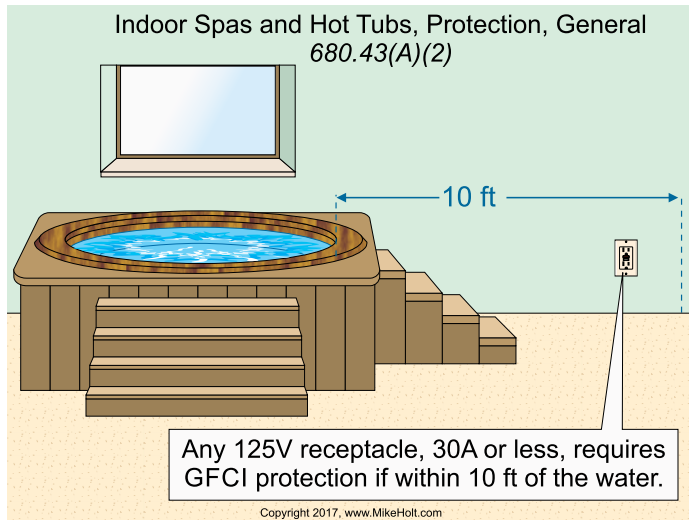 Indoor Spas and Hot Tubs, Protection, General
680.43(A)(2)
10 ft
Any 125V receptacle, 30A or less, requires
GFCI protection if within 10 ft of the water.
Copyright 2017, www.MikeHolt.com